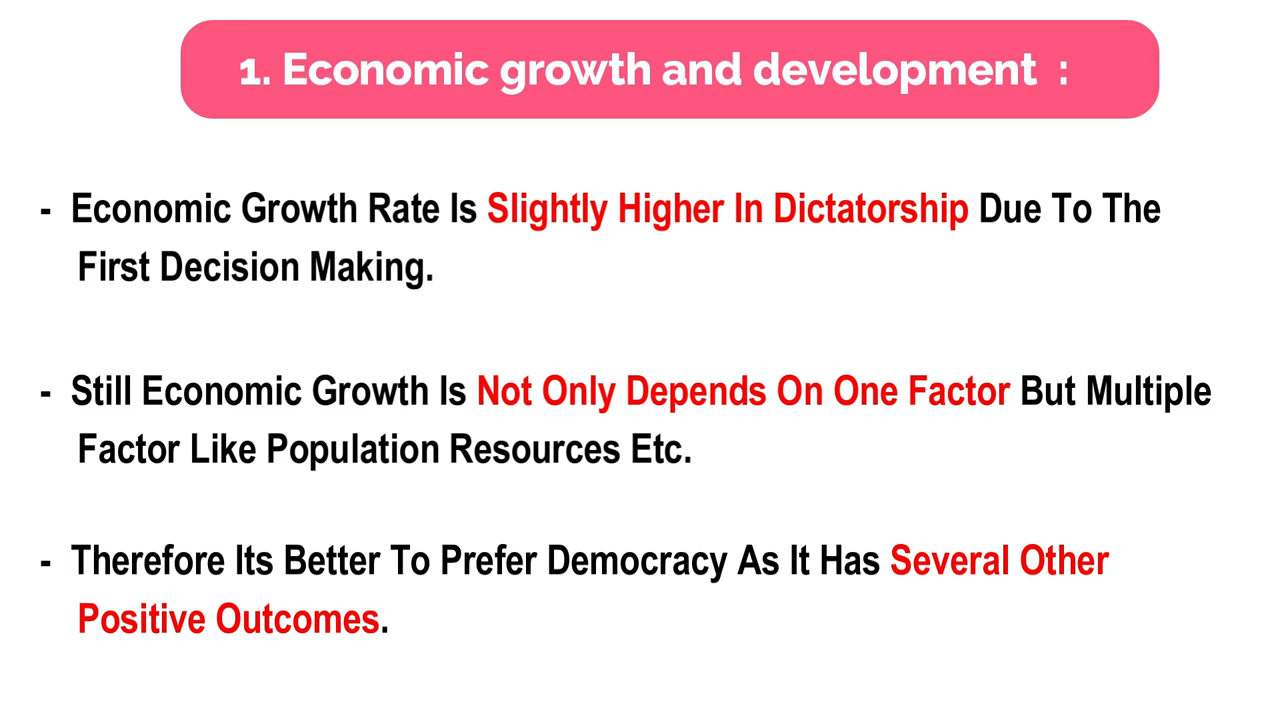 1. Economic growth and development :
- Economic Growth Rate Is Slightly Higher In Dictatorship Due To The
First Decision Making.
- Still Economic Growth Is Not Only Depends On One Factor But Multiple
Factor Like Population Resources Etc.
- Therefore Its Better To Prefer Democracy As It Has Several Other
Positive Outcomes.